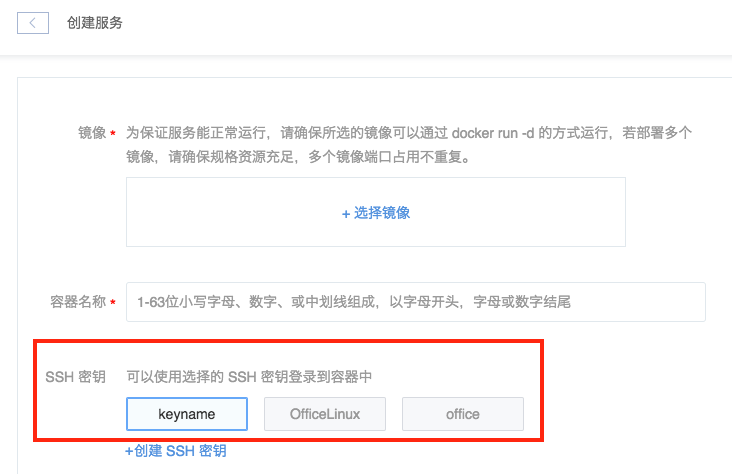 创建服务
镜像 * 为保证服务能正常运行，请确保所选的镜像可以通过 docker run -d 的方式运行，若部署多个
镜像，请确保规格资源充足，多个镜像端口占用不重复。
+ 选择镜像
容器名称 * 1-63位小写字母、数字、或中划线组成，以字母开头，字母或数字结尾
SSH 密钥 可以使用选择的 SSH 密钥登录到容器中
keyname OfficeLinux office
+创建 SSH 密钥